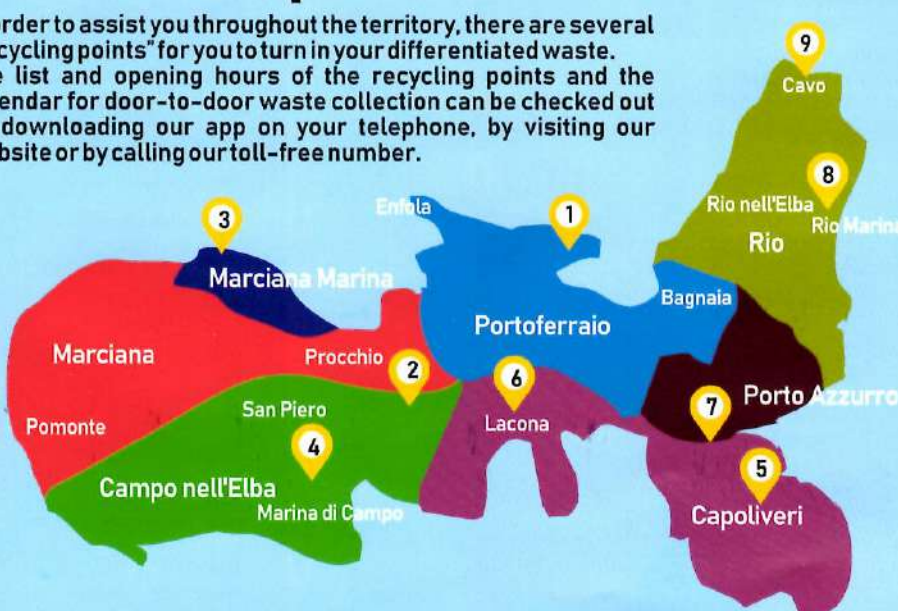 order to assist you throughout the territory, there are several
cycling points" for you to turn in your differentiated waste.
list and opening hours of the recycling points and the
endar for door-to-door waste collection can be checked out
downloading our app on your telephone, by visiting our
bsite or by calling our toll-free number.
9
Cavo
8
Rio nell'Elba
Rio Marina
Rio
Enfola
1
3
Marciana Marina
Bagnaia
Portoferraio
Marciana
Procchio
2
6
Porto Azzurro
San Piero
Lacona
7
Pomonte
4
5
Campo nell'Elba
Marina di Campo
Capoliveri